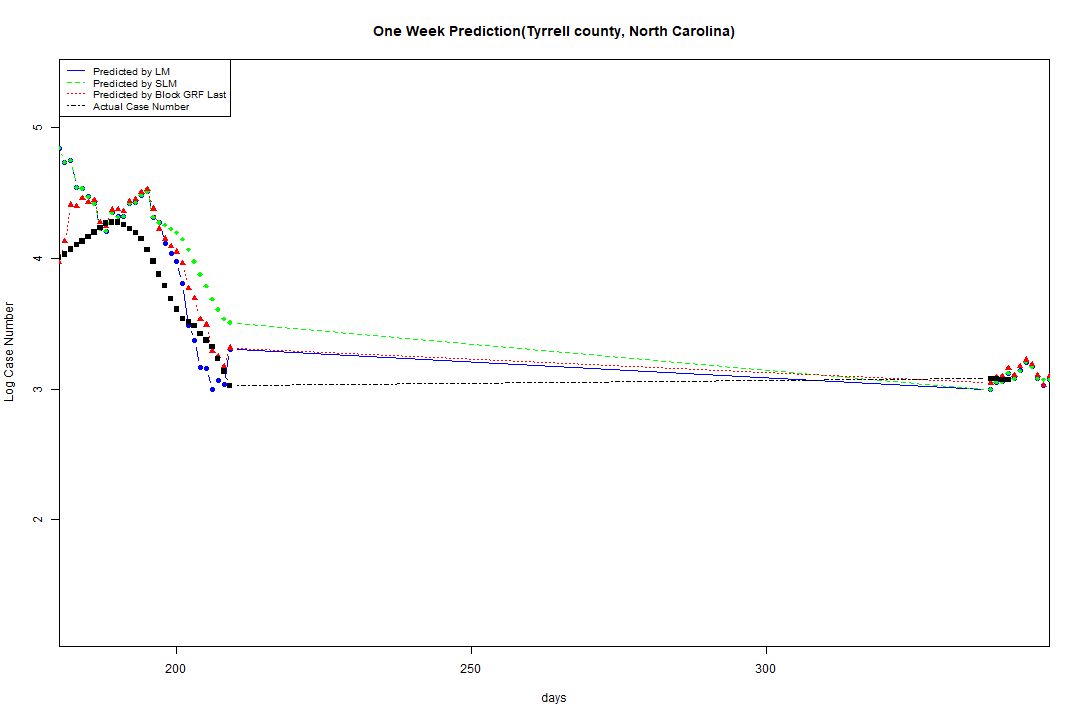 One Week Prediction(Tyrrell county, North Carolina)
Predicted by LM
Predicted by SLM
Predicted by Block GRF Last
Actual Case Number
5
4
3
2
Log Case Number
200 250 300
days